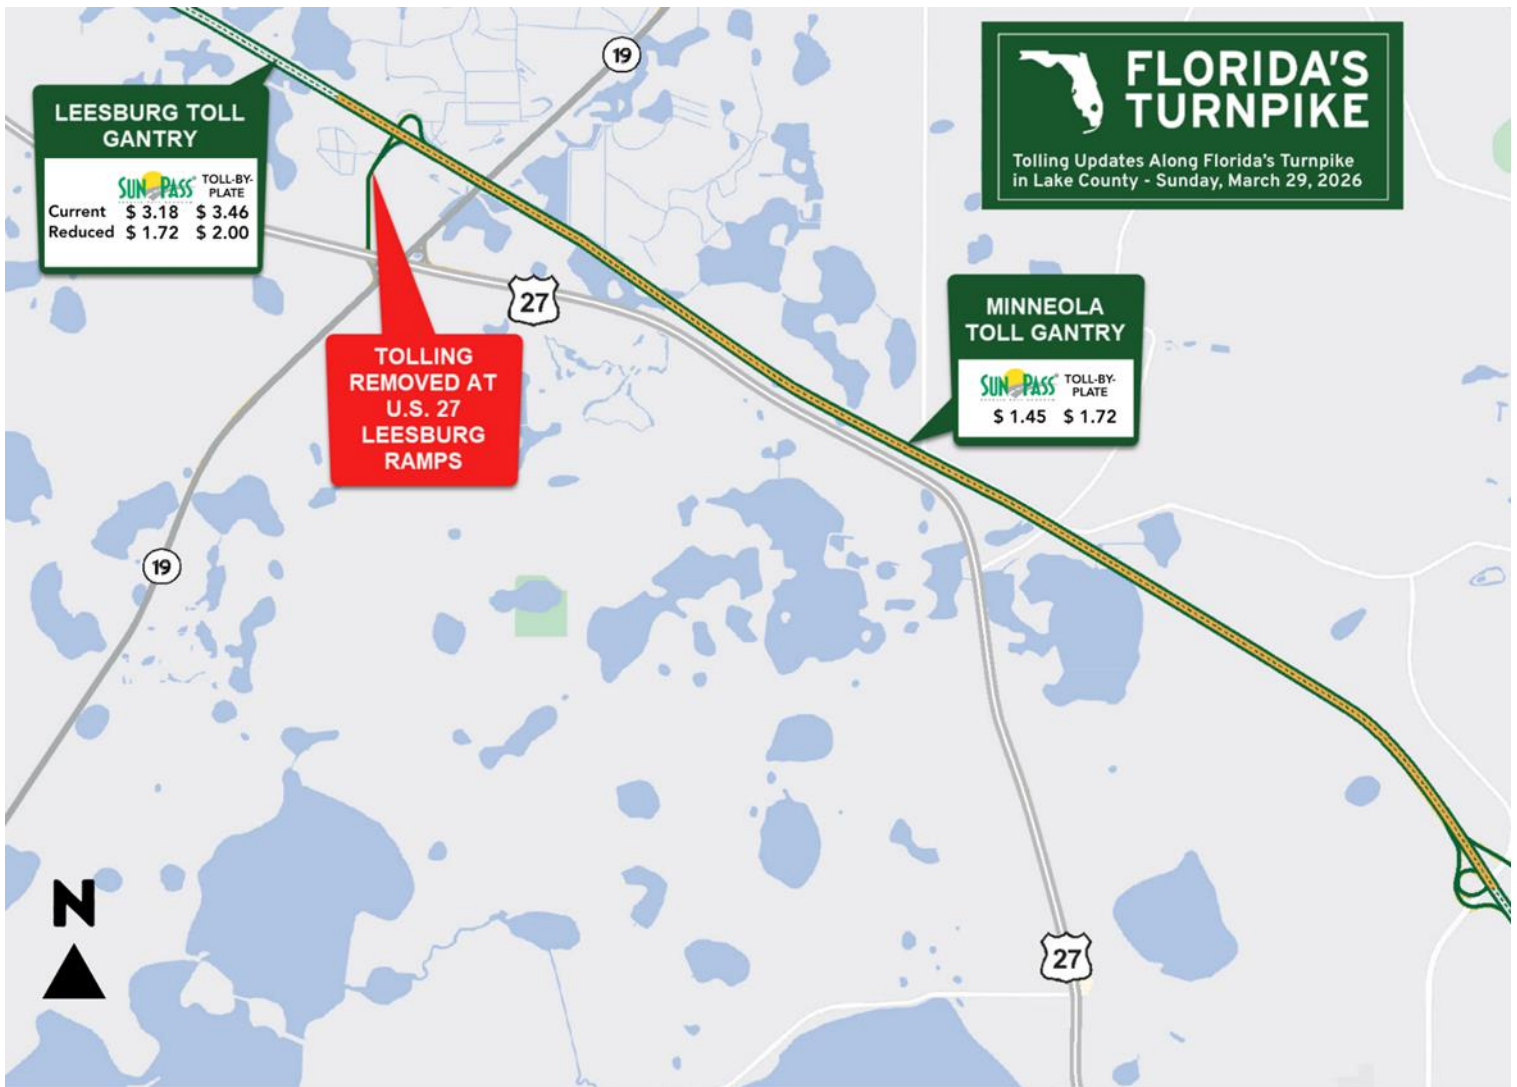 19
FLORIDA'S
TURNPIKE
Tolling Updates Along Florida's Turnpike
in Lake County - Sunday, March 29, 2026
LEESBURG TOLL
GANTRY
SUNPASS TOLL-BY-
PLATE
Current $ 3.18 $ 3.46
Reduced $ 1.72 $ 2.00
27
TOLLING
REMOVED AT
U.S. 27
LEESBURG
RAMPS
MINNEOLA
TOLL GANTRY
SUNPASS TOLL-BY-
PLATE
$ 1.45 $ 1.72
19
N
27